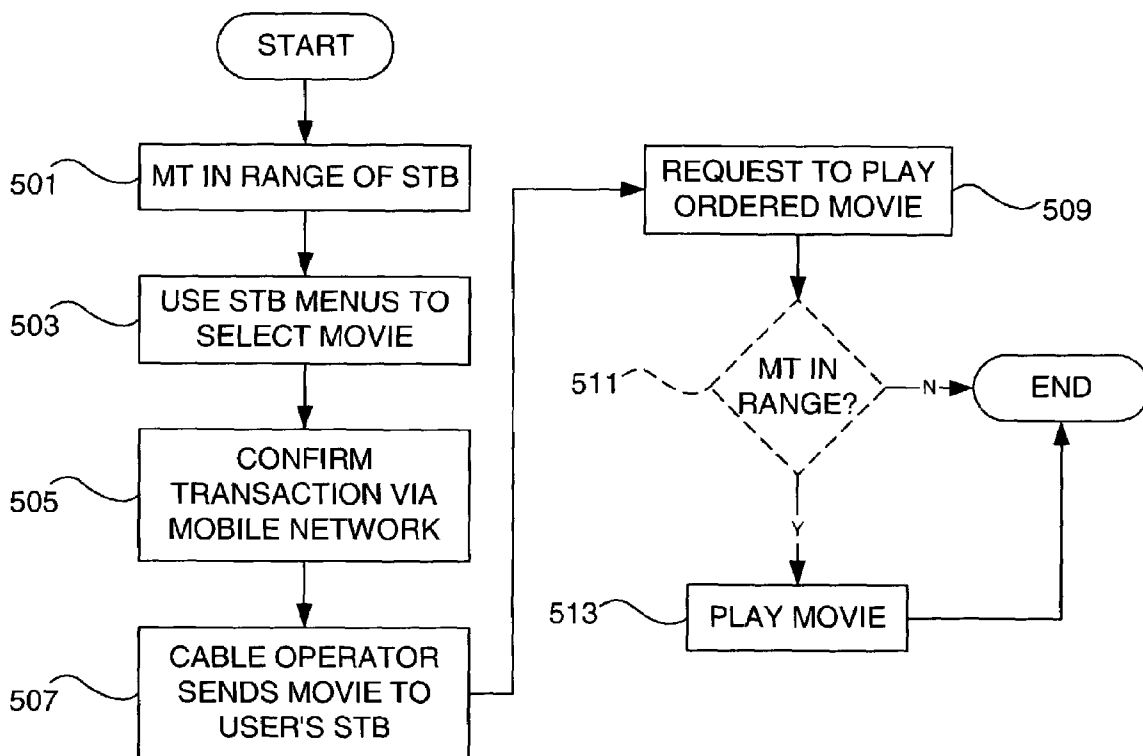 START
501
MT IN RANGE OF STB
503
USE STB MENUS TO
SELECT MOVIE
505
CONFIRM
TRANSACTION VIA
MOBILE NETWORK
507
CABLE OPERATOR
SENDS MOVIE TO
USER'S STB
REQUEST TO PLAY
ORDERED MOVIE
509
511
MT IN
RANGE?
N
END
Y
513
PLAY MOVIE